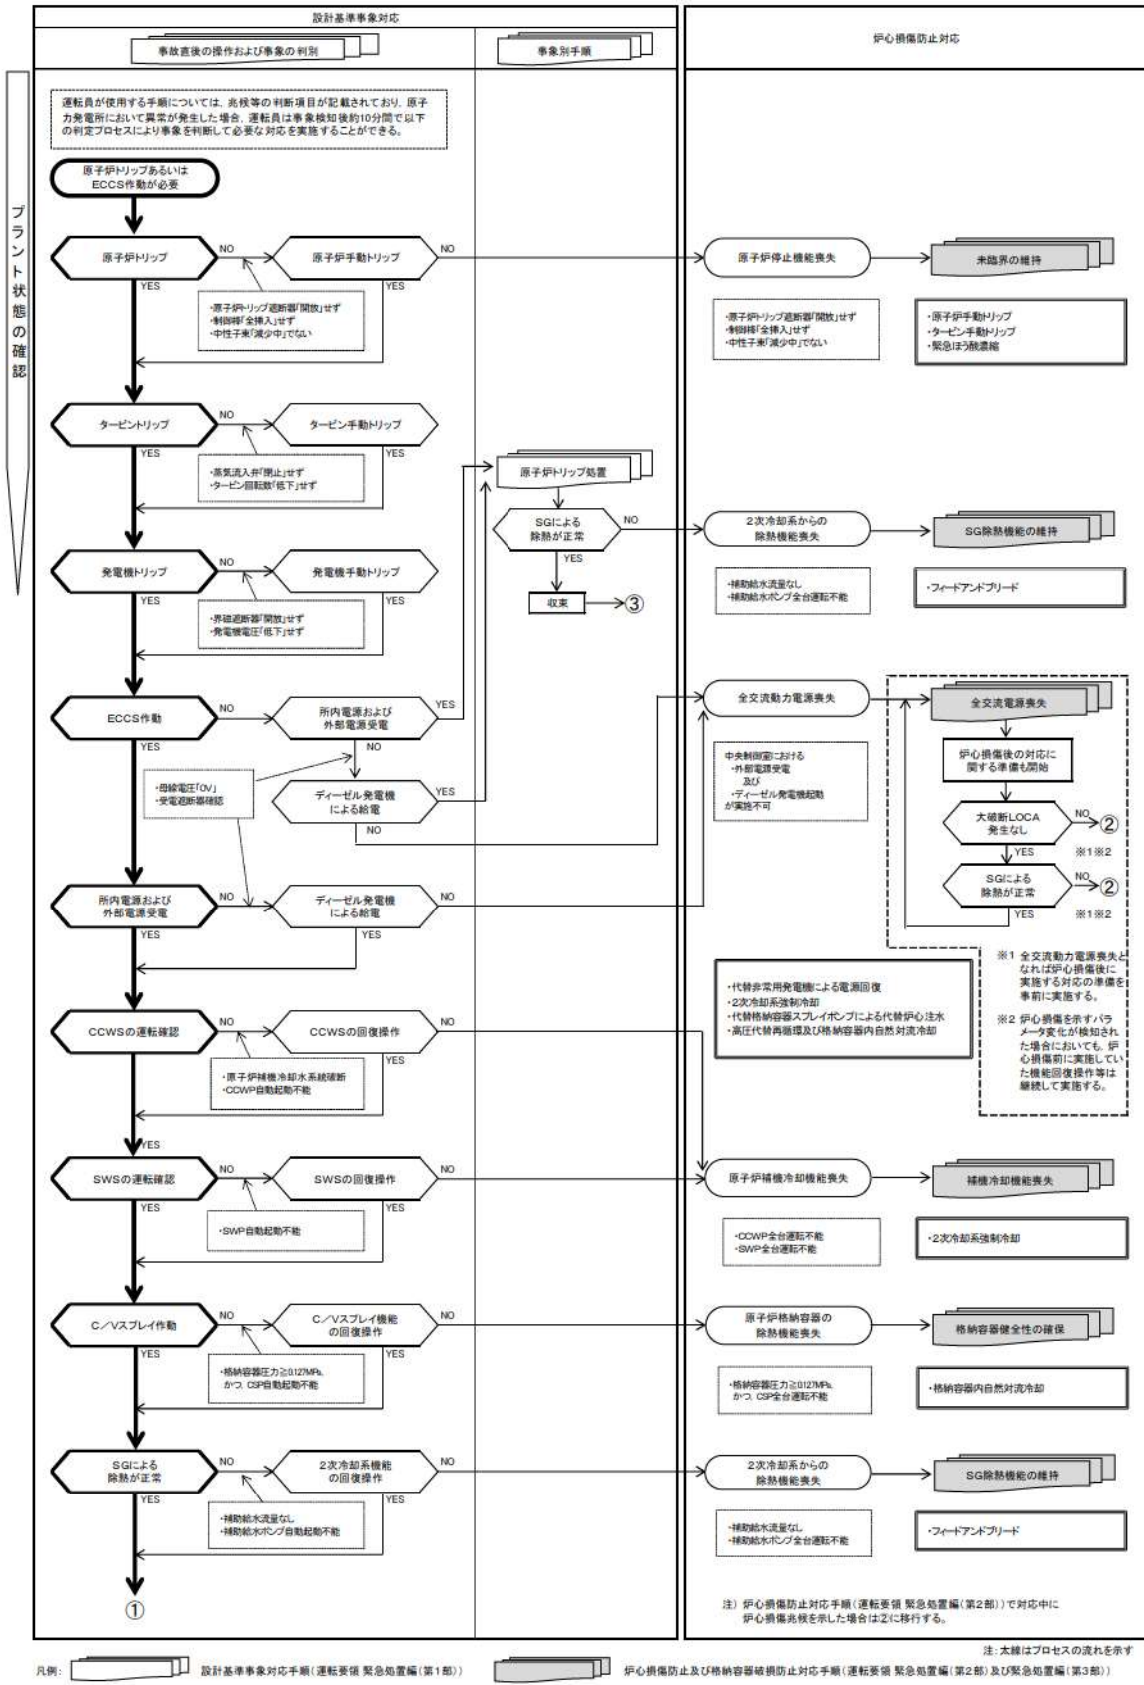 設計基準事象対応
事故直後の操作および事象の判別
事象別手順
炉心損傷防止対応
プラント状態の確認
運転員が使用する手順については、兆候等の判断項目が記載されており、原子
力発電所において異常が発生した場合、運転員は事象検知後約10分間で以下
の判定プロセスにより事象を判断して必要な対応を実施することができる。
原子炉トリップあるいは
ECCS作動が必要
原子炉トリップ
NO
原子炉手動トリップ
NO
原子炉停止機能喪失
未臨界の維持
YES
YES
・原子炉トリップ遮断器「開放」せず
・制御棒「全挿入」せず
・中性子束「減少中」でない
・原子炉トリップ遮断器「開放」せず
・制御棒「全挿入」せず
・中性子束「減少中」でない
・原子炉手動トリップ
・タービン手動トリップ
・緊急ほう酸濃縮
タービントリップ
NO
タービン手動トリップ
YES
YES
・蒸気流入弁「閉止」せず
・タービン回転数「低下」せず
原子炉トリップ処置
SGによる
除熱が正常
NO
YES
収束
③
2次冷却系からの
除熱機能喪失
SG除熱機能の維持
・補助給水流量なし
・補助給水ポンプ全台運転不能
・フィードアンドブリード
発電機トリップ
NO
発電機手動トリップ
YES
YES
・界磁遮断器「開放」せず
・発電機電圧「低下」せず
ECCS作動
NO
所内電源および
外部電源受電
YES
YES
NO
・母線電圧「0V」
・受電遮断器確認
ディーゼル発電機
による給電
YES
NO
全交流動力電源喪失
全交流電源喪失
中央制御室における
・外部電源受電
及び
・ディーゼル発電機起動
が実施不可
炉心損傷後の対応に
関する準備も開始
大破断LOCA
発生なし
NO
②
YES
※1※2
SGによる
除熱が正常
NO
②
YES
※1※2
※1 全交流動力電源喪失と
なれば炉心損傷後に
実施する対応の準備を
事前に実施する。
※2 炉心損傷を示すパラ
メータ変化が検知され
た場合においても、炉
心損傷前に実施してい
た機能回復操作等は
継続して実施する。
所内電源および
外部電源受電
NO
ディーゼル発電機
による給電
NO
YES
YES
・代替非常用発電機による電源回復
・2次冷却系強制冷却
・代替格納容器スプレイポンプによる代替炉心注水
・高圧代替再循環及び格納容器内自然対流冷却
CCWSの運転確認
NO
CCWSの回復操作
NO
YES
・原子炉補機冷却水系統破断
・CCWP自動起動不能
YES
SWSの運転確認
NO
SWSの回復操作
NO
原子炉補機冷却機能喪失
補機冷却機能喪失
YES
YES
・SWP自動起動不能
・CCWP全台運転不能
・SWP全台運転不能
・2次冷却系強制冷却
C/Vスプレイ作動
NO
C/Vスプレイ機能
の回復操作
NO
原子炉格納容器の
除熱機能喪失
格納容器健全性の確保
YES
YES
・格納容器圧力≧0.127MPa、
かつ、CSP自動起動不能
・格納容器圧力≧0.127MPa、
かつ、CSP全台運転不能
・格納容器内自然対流冷却
SGによる
除熱が正常
NO
2次冷却系機能
の回復操作
NO
2次冷却系からの
除熱機能喪失
SG除熱機能の維持
YES
YES
・補助給水流量なし
・補助給水ポンプ自動起動不能
・補助給水流量なし
・補助給水ポンプ全台運転不能
・フィードアンドブリード
①
注) 炉心損傷防止対応手順(運転要領 緊急処置編(第2部))で対応中に
炉心損傷兆候を示した場合は②に移行する。
注:太線はプロセスの流れを示す
凡例:
設計基準事象対応手順(運転要領 緊急処置編(第1部))
炉心損傷防止及び格納容器破損防止対応手順(運転要領 緊急処置編(第2部)及び緊急処置編(第3部))